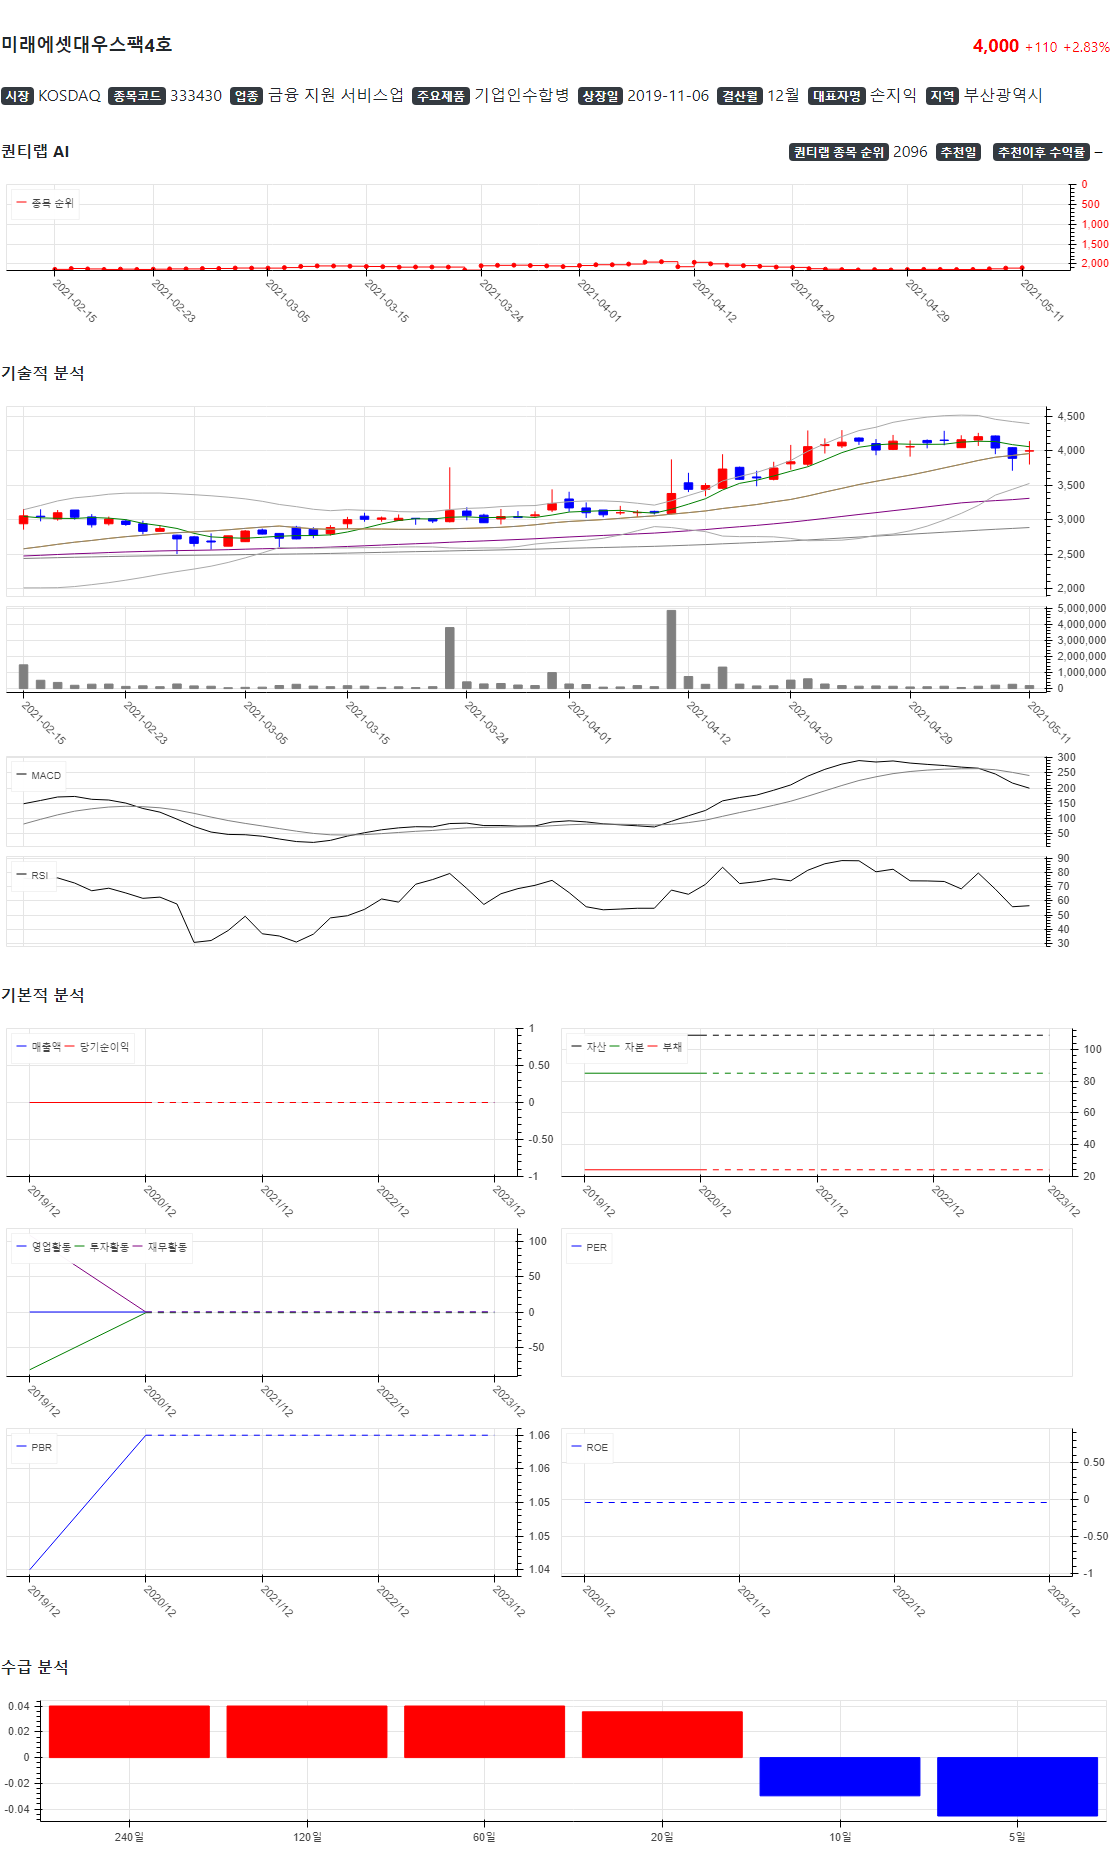 미래에셋대우스팩4호 4,000 +110 +2.83%
시장 KOSDAQ 종목코드 333430 업종 금융 지원 서비스업 주요제품 기업인수합병 상장일 2019-11-06 결산월 12월 대표자명 손지익 지역 부산광역시
퀀티랩 AI 퀀티랩 종목 순위 2096 추천일 추천이후 수익률 –
종목 순위
0
500
1,000
1,500
2,000
2021-02-15 2021-02-23 2021-03-05 2021-03-15 2021-03-24 2021-04-01 2021-04-12 2021-04-20 2021-04-29 2021-05-11
기술적 분석
4,500
4,000
3,500
3,000
2,500
2,000
5,000,000
4,000,000
3,000,000
2,000,000
1,000,000
0
2021-02-15 2021-02-23 2021-03-05 2021-03-15 2021-03-24 2021-04-01 2021-04-12 2021-04-20 2021-04-29 2021-05-11
MACD
300
250
200
150
100
50
RSI
90
80
70
60
50
40
30
기본적 분석
매출액 당기순이익
1
0.50
0
-0.50
-1
2019/12 2020/12 2021/12 2022/12 2023/12
자산 자본 부채
100
80
60
40
20
2019/12 2020/12 2021/12 2022/12 2023/12
영업활동 투자활동 재무활동
100
50
0
-50
2019/12 2020/12 2021/12 2022/12 2023/12
PER
PBR
1.06
1.06
1.05
1.05
1.04
2019/12 2020/12 2021/12 2022/12 2023/12
ROE
0.50
0
-0.50
-1
2020/12 2021/12 2022/12 2023/12
수급 분석
0.04
0.02
0
-0.02
-0.04
240일 120일 60일 20일 10일 5일